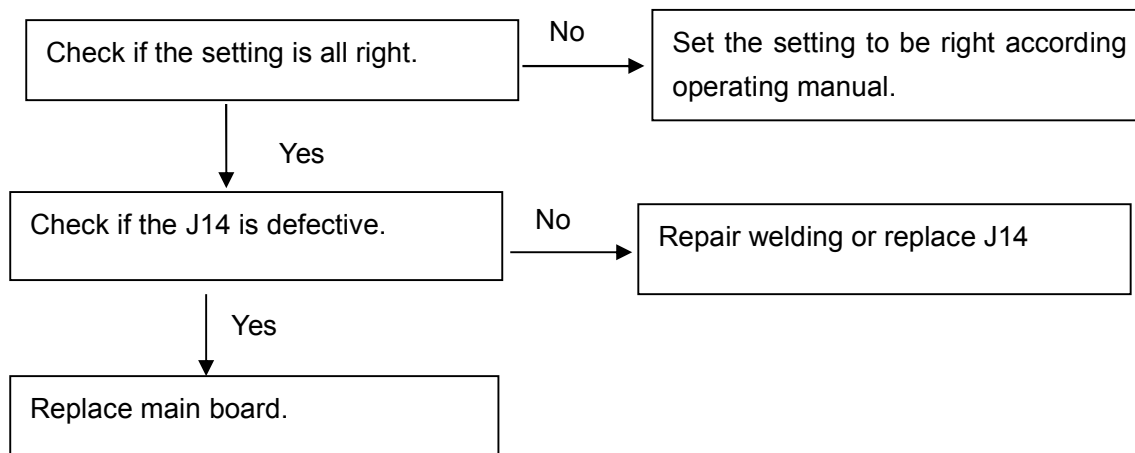 Check if the setting is all right.
No
Set the setting to be right according
operating manual.
Yes
Check if the J14 is defective.
No
Repair welding or replace J14
Yes
Replace main board.